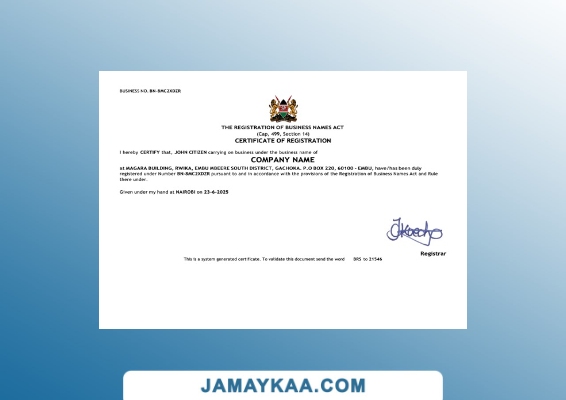 BUSINESS NO. BN-8MC2XDZR
THE REGISTRATION OF BUSINESS NAMES ACT
(Cap, 499, Section 14)
CERTIFICATE OF REGISTRATION
I hereby CERTIFY that, JOHN CITIZEN carrying on business under the business name of
COMPANY NAME
at MAGARA BUILDING, RWIKA, EMBU MBEERE SOUTH DISTRICT, GACHOKA. P.O BOX 220, 60100 - EMBU, have/has been duly
registered under Number BN-8MC2XDZR pursuant to and in accordance with the provisions of the Registration of Business Names Act and Rule
there under.
Given under my hand at NAIROBI on 23-6-2025
Registrar
This is a system generated certificate. To validate this document send the word BRS to 21546
JAMAYKAA.COM